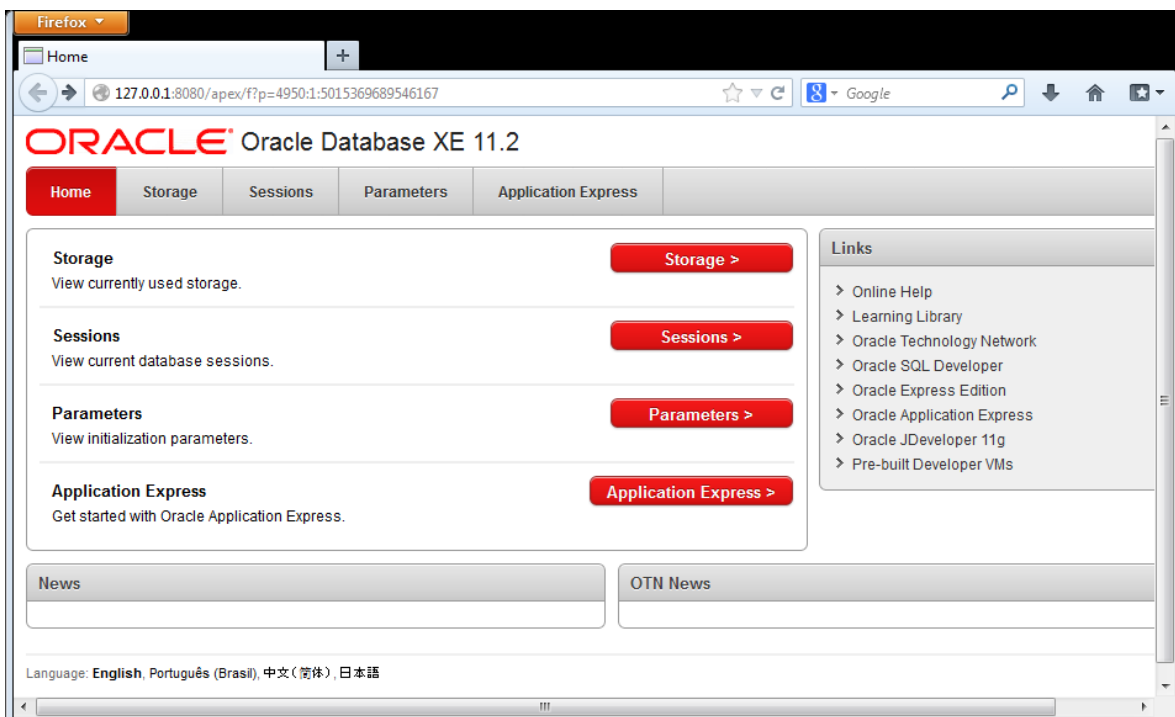 Firefox
Home
127.0.0.1:8080/apex/f?p=4950:1:5015369689546167
Google
ORACLE Oracle Database XE 11.2
Home Storage Sessions Parameters Application Express
Storage
View currently used storage.
Storage >
Sessions
View current database sessions.
Sessions >
Parameters
View initialization parameters.
Parameters >
Application Express
Get started with Oracle Application Express.
Application Express >
Links
Online Help
Learning Library
Oracle Technology Network
Oracle SQL Developer
Oracle Express Edition
Oracle Application Express
Oracle JDeveloper 11g
Pre-built Developer VMs
News
OTN News
Language: English, Português (Brasil), 中文(简体), 日本語